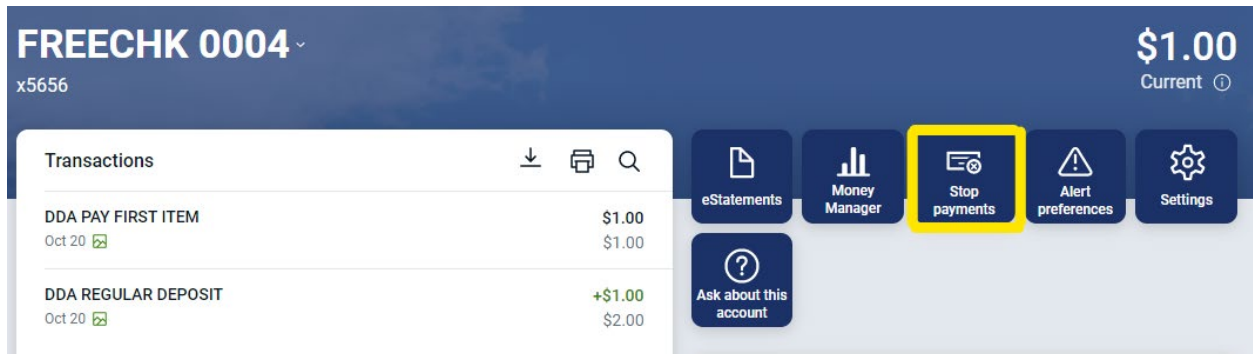 FREECHK 0004
x5656
$1.00
Current
Transactions
DDA PAY FIRST ITEM $1.00
Oct 20 $1.00
DDA REGULAR DEPOSIT +$1.00
Oct 20 $2.00
eStatements
Money
Manager
Stop
payments
Alert
preferences
Settings
Ask about this
account